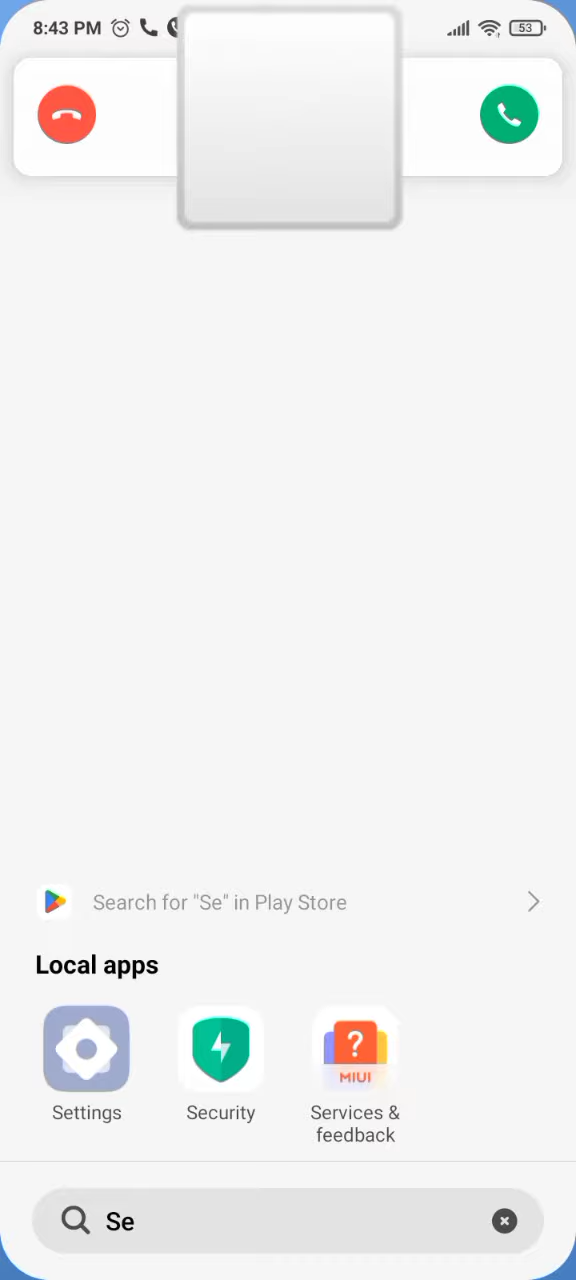 8:43 PM
53
Search for "Se" in Play Store
Local apps
?
MIUI
Settings
Security
Services &
feedback
Se